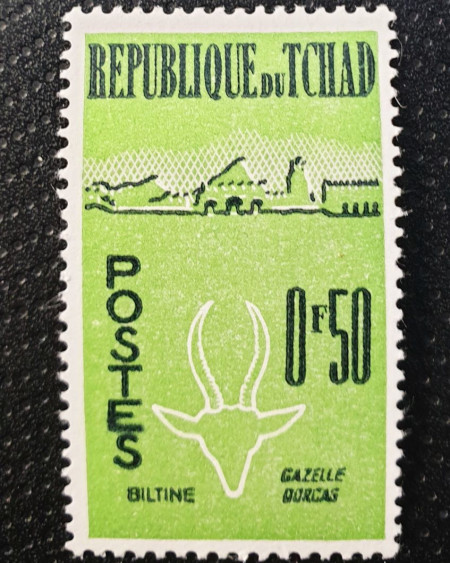 REPUBLIQUE DU TCHAD
POSTES
0F50
BILTINE
GAZELLE
DORCAS